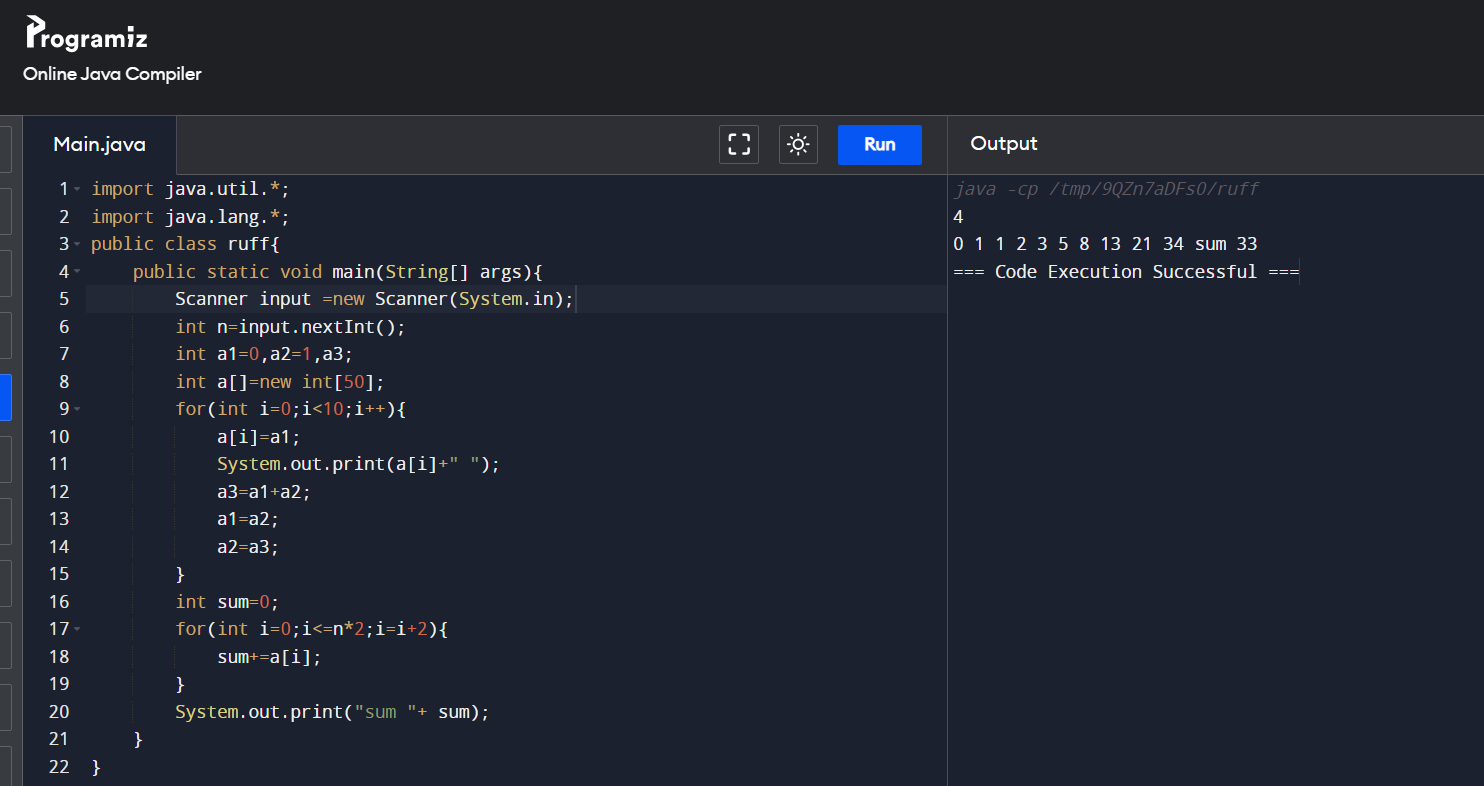 Programiz
Online Java Compiler
Main.java
Run
Output
1 import java.util.*;
2 import java.lang.*;
3 public class ruff{
4     public static void main(String[] args){
5         Scanner input =new Scanner(System.in);
6         int n=input.nextInt();
7         int a1=0,a2=1,a3;
8         int a[]=new int[50];
9         for(int i=0;i<10;i++){
10             a[i]=a1;
11             System.out.print(a[i]+" ");
12             a3=a1+a2;
13             a1=a2;
14             a2=a3;
15         }
16         int sum=0;
17         for(int i=0;i<=n*2;i=i+2){
18             sum+=a[i];
19         }
20         System.out.print("sum "+ sum);
21     }
22 }
java -cp /tmp/9QZn7aDFsO/ruff
4
0 1 1 2 3 5 8 13 21 34 sum 33
=== Code Execution Successful ===